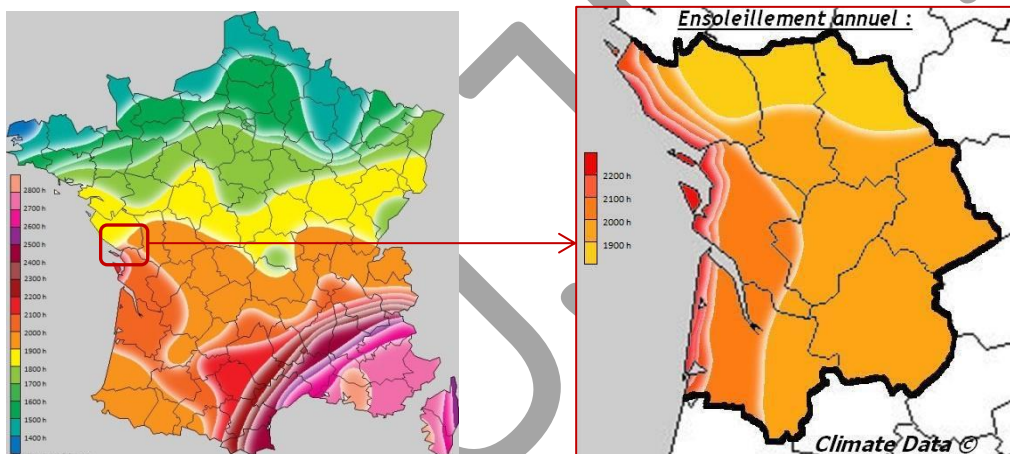 2800 h
2700 h
2600 h
2500 h
2400 h
2300 h
2200 h
2100 h
2000 h
1900 h
1800 h
1700 h
1600 h
1500 h
1400 h
Ensoleillement annuel :
2200 h
2100 h
2000 h
1900 h
Climate Data ©